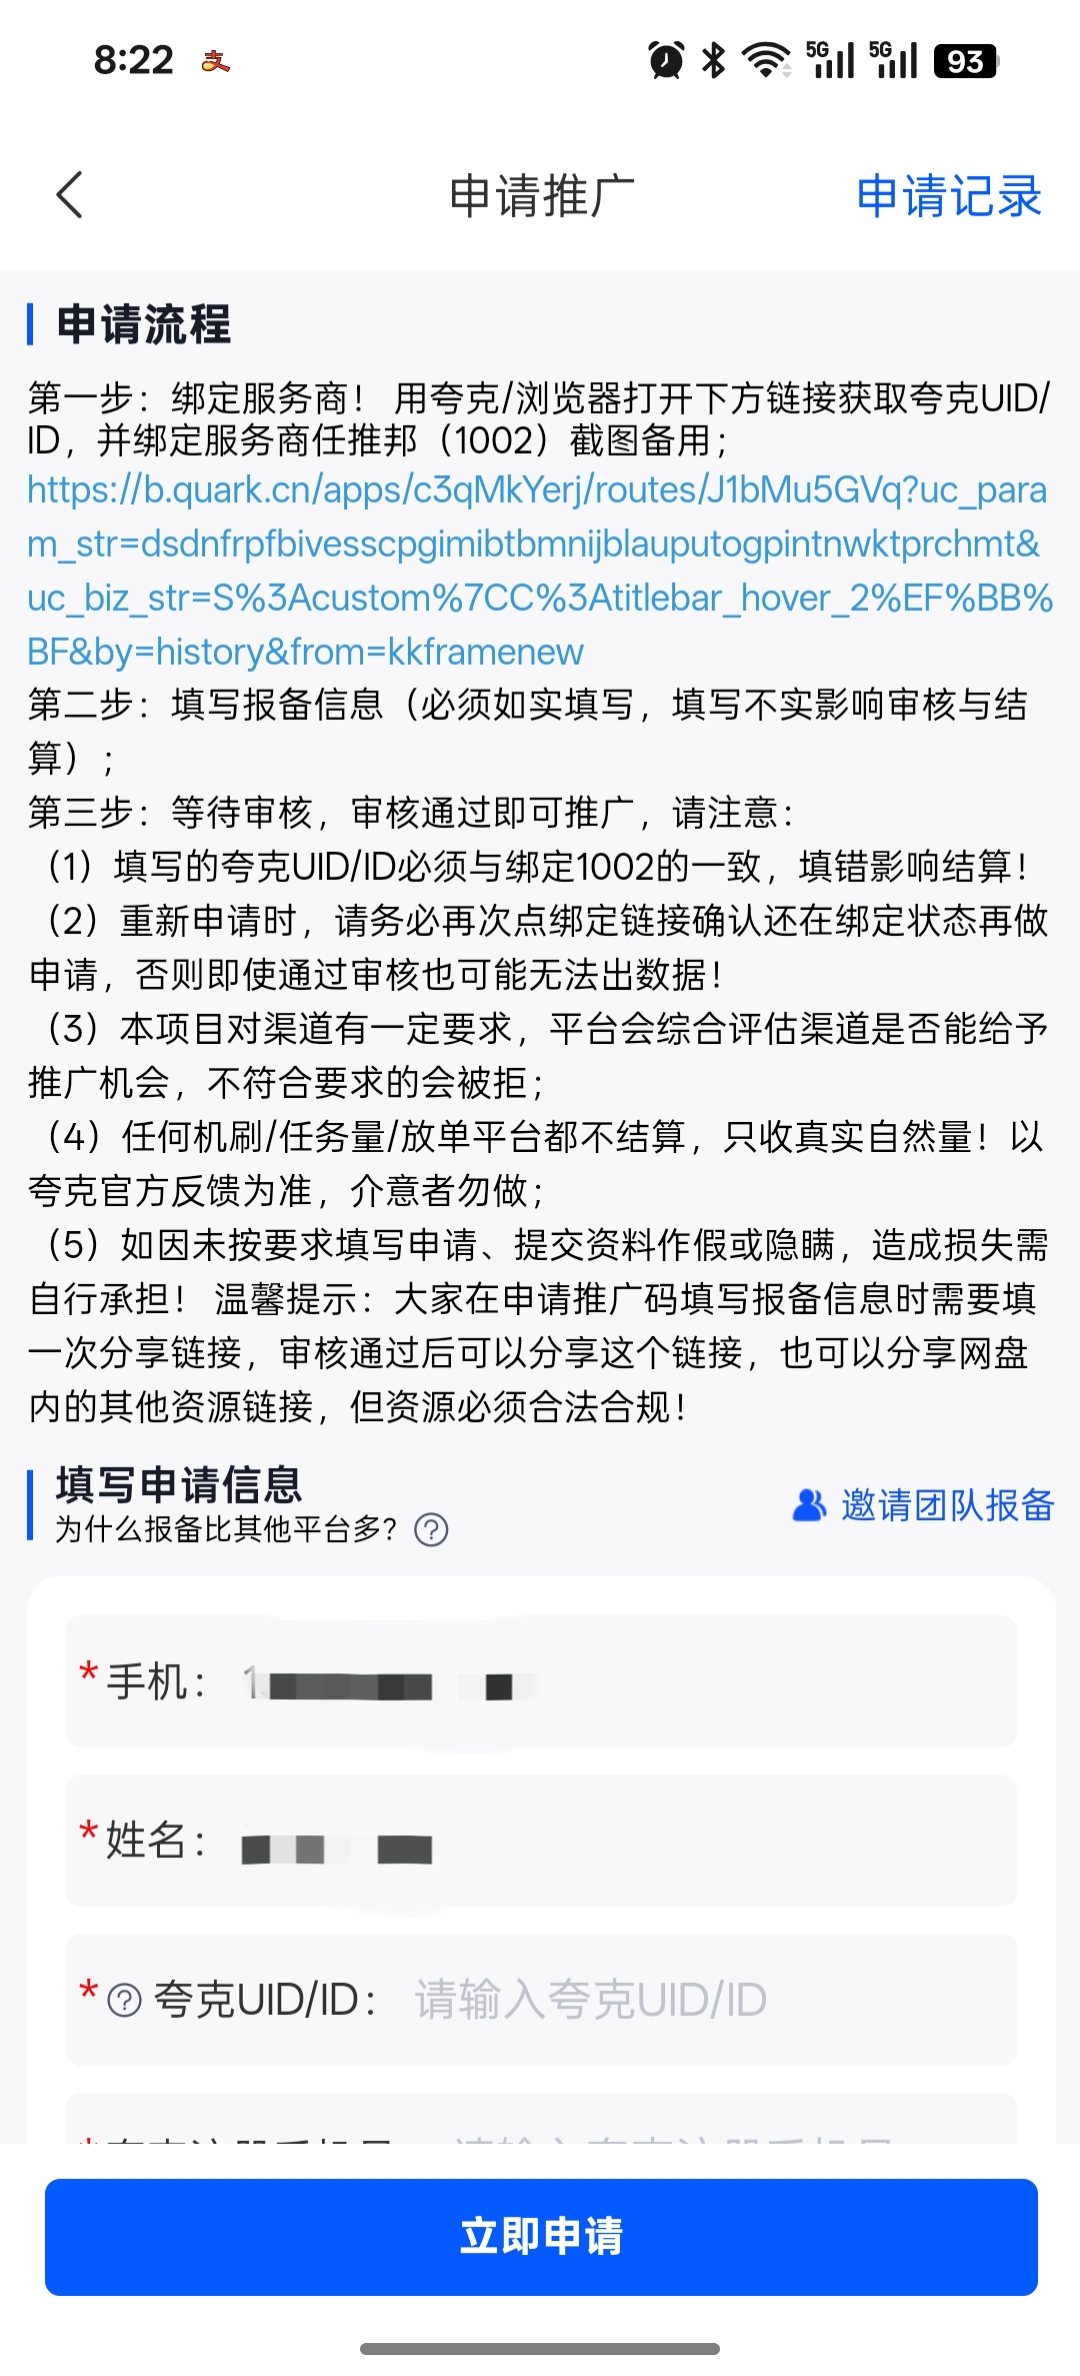 8:22
5G 5G 93
申请推广
申请记录
申请流程
第一步：绑定服务商！ 用夸克/浏览器打开下方链接获取夸克UID/
ID，并绑定服务商任推邦（1002）截图备用；
https://b.quark.cn/apps/c3qMkYerj/routes/J1bMu5GVq?uc_para
m_str=dsdnfrpfbivesscpgimibtbmnijblauputogpintnwktprchmt&
uc_biz_str=S%3Acustom%7CC%3Atitlebar_hover_2%EF%BB%
BF&by=history&from=kkframenew
第二步：填写报备信息（必须如实填写，填写不实影响审核与结
算）；
第三步：等待审核，审核通过即可推广，请注意：
（1）填写的夸克UID/ID必须与绑定1002的一致，填错影响结算！
（2）重新申请时，请务必再次点绑定链接确认还在绑定状态再做
申请，否则即使通过审核也可能无法出数据！
（3）本项目对渠道有一定要求，平台会综合评估渠道是否能给予
推广机会，不符合要求的会被拒；
（4）任何机刷/任务量/放单平台都不结算，只收真实自然量！以
夸克官方反馈为准，介意者勿做；
（5）如因未按要求填写申请、提交资料作假或隐瞒，造成损失需
自行承担！ 温馨提示：大家在申请推广码填写报备信息时需要填
一次分享链接，审核通过后可以分享这个链接，也可以分享网盘
内的其他资源链接，但资源必须合法合规！
填写申请信息
为什么报备比其他平台多？ ?
邀请团队报备
*手机：
*姓名：
*?夸克UID/ID： 请输入夸克UID/ID
立即申请